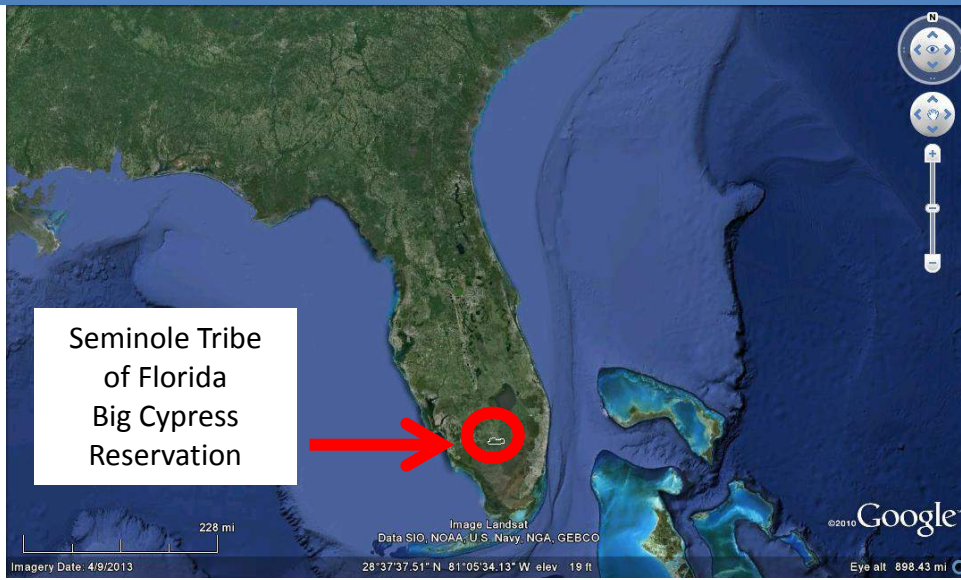 N
Seminole Tribe
of Florida
Big Cypress
Reservation
228 mi
Image Landsat
Data SIO, NOAA, U.S. Navy, NGA, GEBCO
©2010 Google
Imagery Date: 4/9/2013
28°37'37.51" N 81°05'34.13" W elev 19 ft
Eye alt 898.43 mi